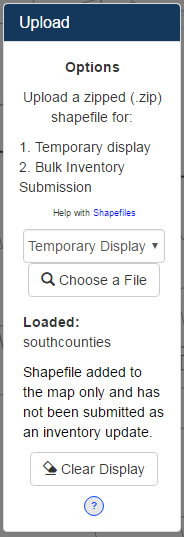 Upload
Options
Upload a zipped (.zip)
shapefile for:
1. Temporary display
2. Bulk Inventory
Submission
Help with Shapefiles
Temporary Display
Choose a File
Loaded:
southcounties
Shapefile added to
the map only and has
not been submitted as
an inventory update.
Clear Display
?